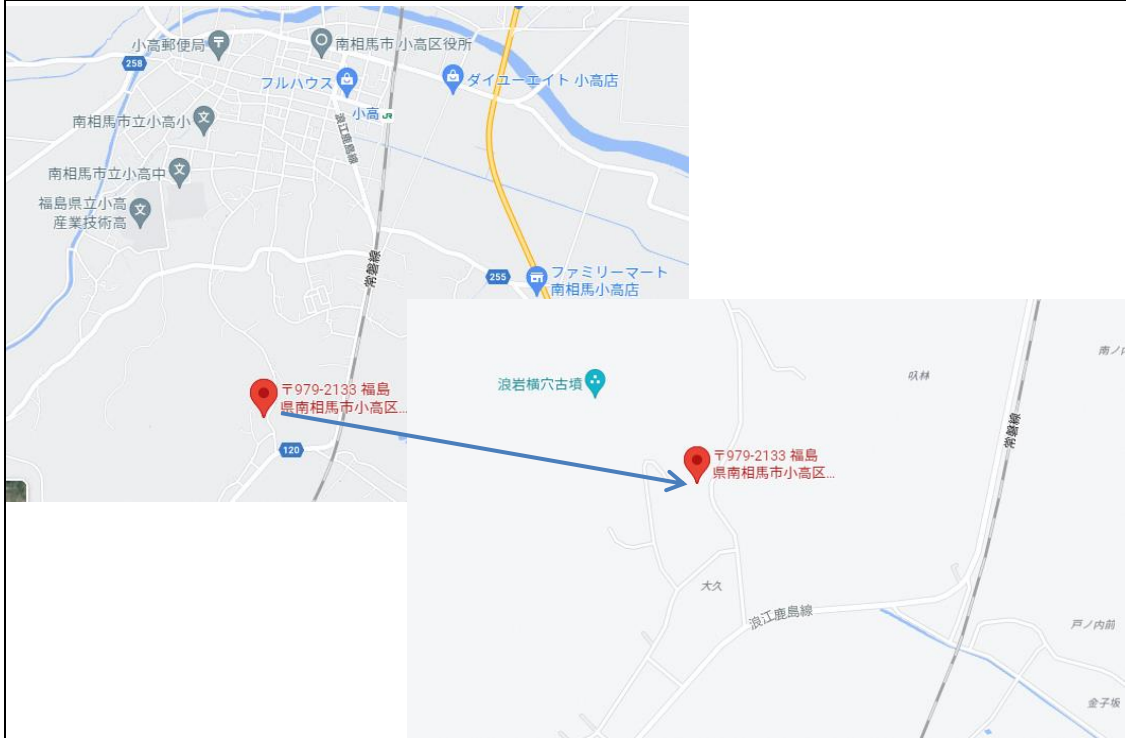 小高郵便局
南相馬市 小高区役所
258
フルハウス
ダイユーエイト 小高店
小高
JR
南相馬市立小高小
浪江鹿島線
南相馬市立小高中
福島県立小高
産業技術高
常磐線
255
ファミリーマート
南相馬小高店
〒979-2133 福島
県南相馬市小高区...
120
浪岩横穴古墳
南ノ内
常磐線
〒979-2133 福島
県南相馬市小高区...
大久
浪江鹿島線
戸ノ内前
金子坂